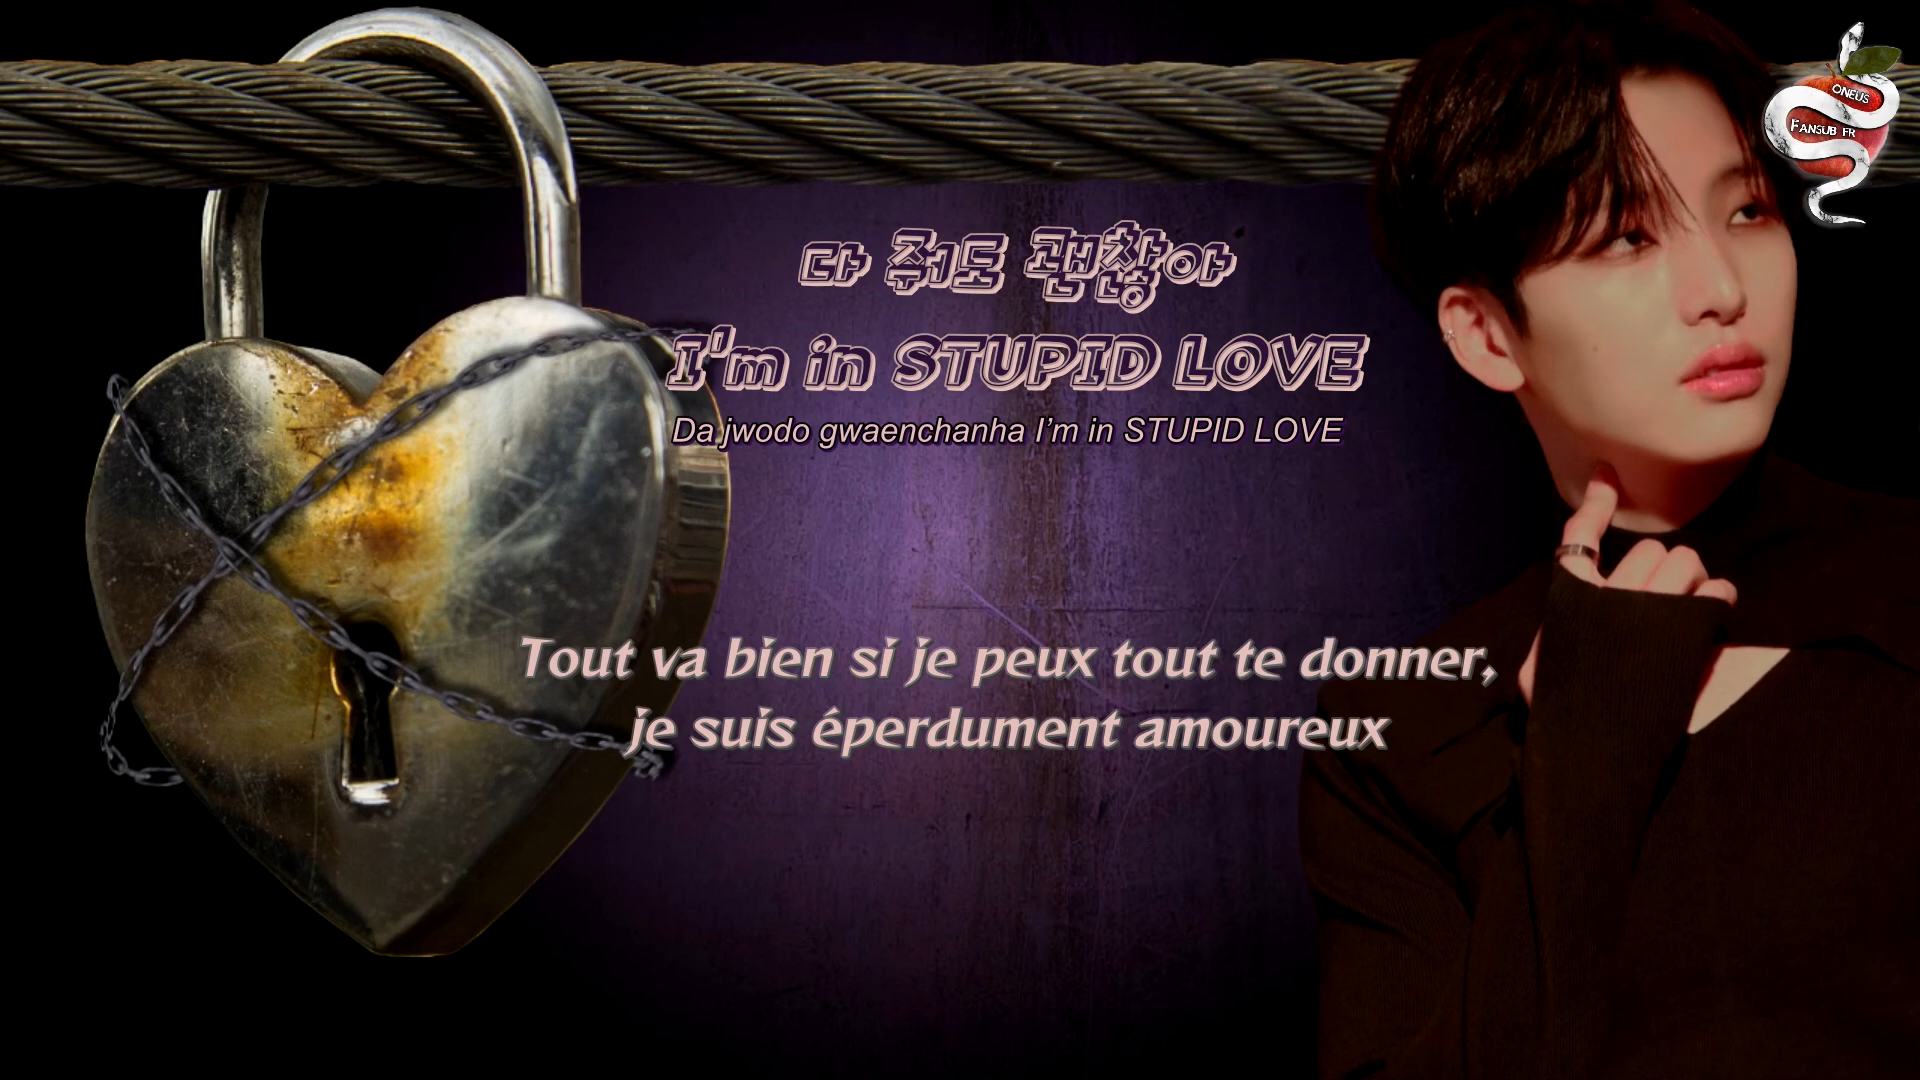 ONEUS
FANSUB FR
다 줘도 괜찮아
I'm in STUPID LOVE
Da jwodo gwaenchanha I'm in STUPID LOVE
Tout va bien si je peux tout te donner,
je suis éperdument amoureux